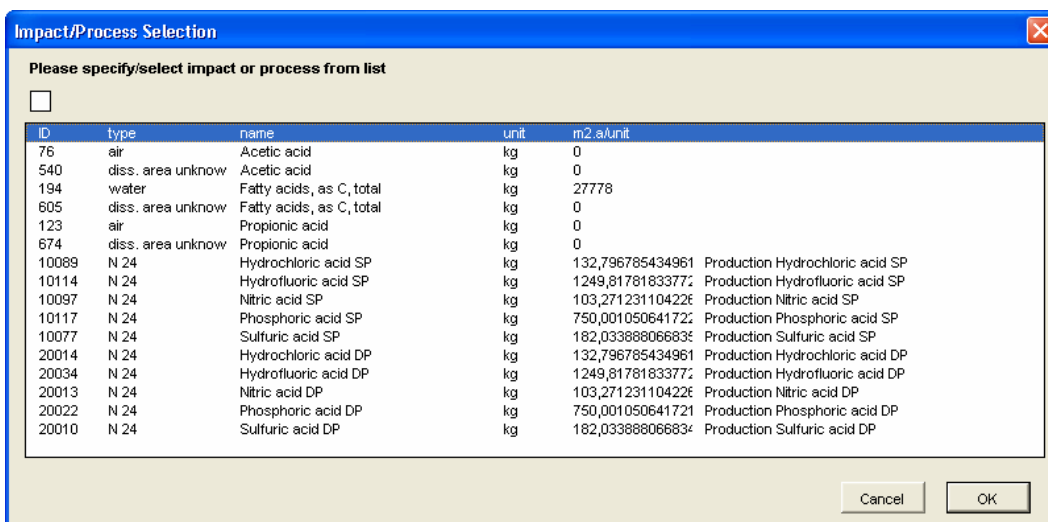 Impact/Process Selection
Please specify/select impact or process from list
ID type name unit m2.a/unit
76 air Acetic acid kg 0
540 diss. area unknow Acetic acid kg 0
194 water Fatty acids, as C, total kg 27778
605 diss. area unknow Fatty acids, as C, total kg 0
123 air Propionic acid kg 0
674 diss. area unknow Propionic acid kg 0
10089 N 24 Hydrochloric acid SP kg 132,796785434961 Production Hydrochloric acid SP
10114 N 24 Hydrofluoric acid SP kg 1249,81781833772 Production Hydrofluoric acid SP
10097 N 24 Nitric acid SP kg 103,271231104226 Production Nitric acid SP
10117 N 24 Phosphoric acid SP kg 750,001050641722 Production Phosphoric acid SP
10077 N 24 Sulfuric acid SP kg 182,033888066835 Production Sulfuric acid SP
20014 N 24 Hydrochloric acid DP kg 132,796785434961 Production Hydrochloric acid DP
20034 N 24 Hydrofluoric acid DP kg 1249,81781833772 Production Hydrofluoric acid DP
20013 N 24 Nitric acid DP kg 103,271231104226 Production Nitric acid DP
20022 N 24 Phosphoric acid DP kg 750,001050641721 Production Phosphoric acid DP
20010 N 24 Sulfuric acid DP kg 182,033888066834 Production Sulfuric acid DP
Cancel OK